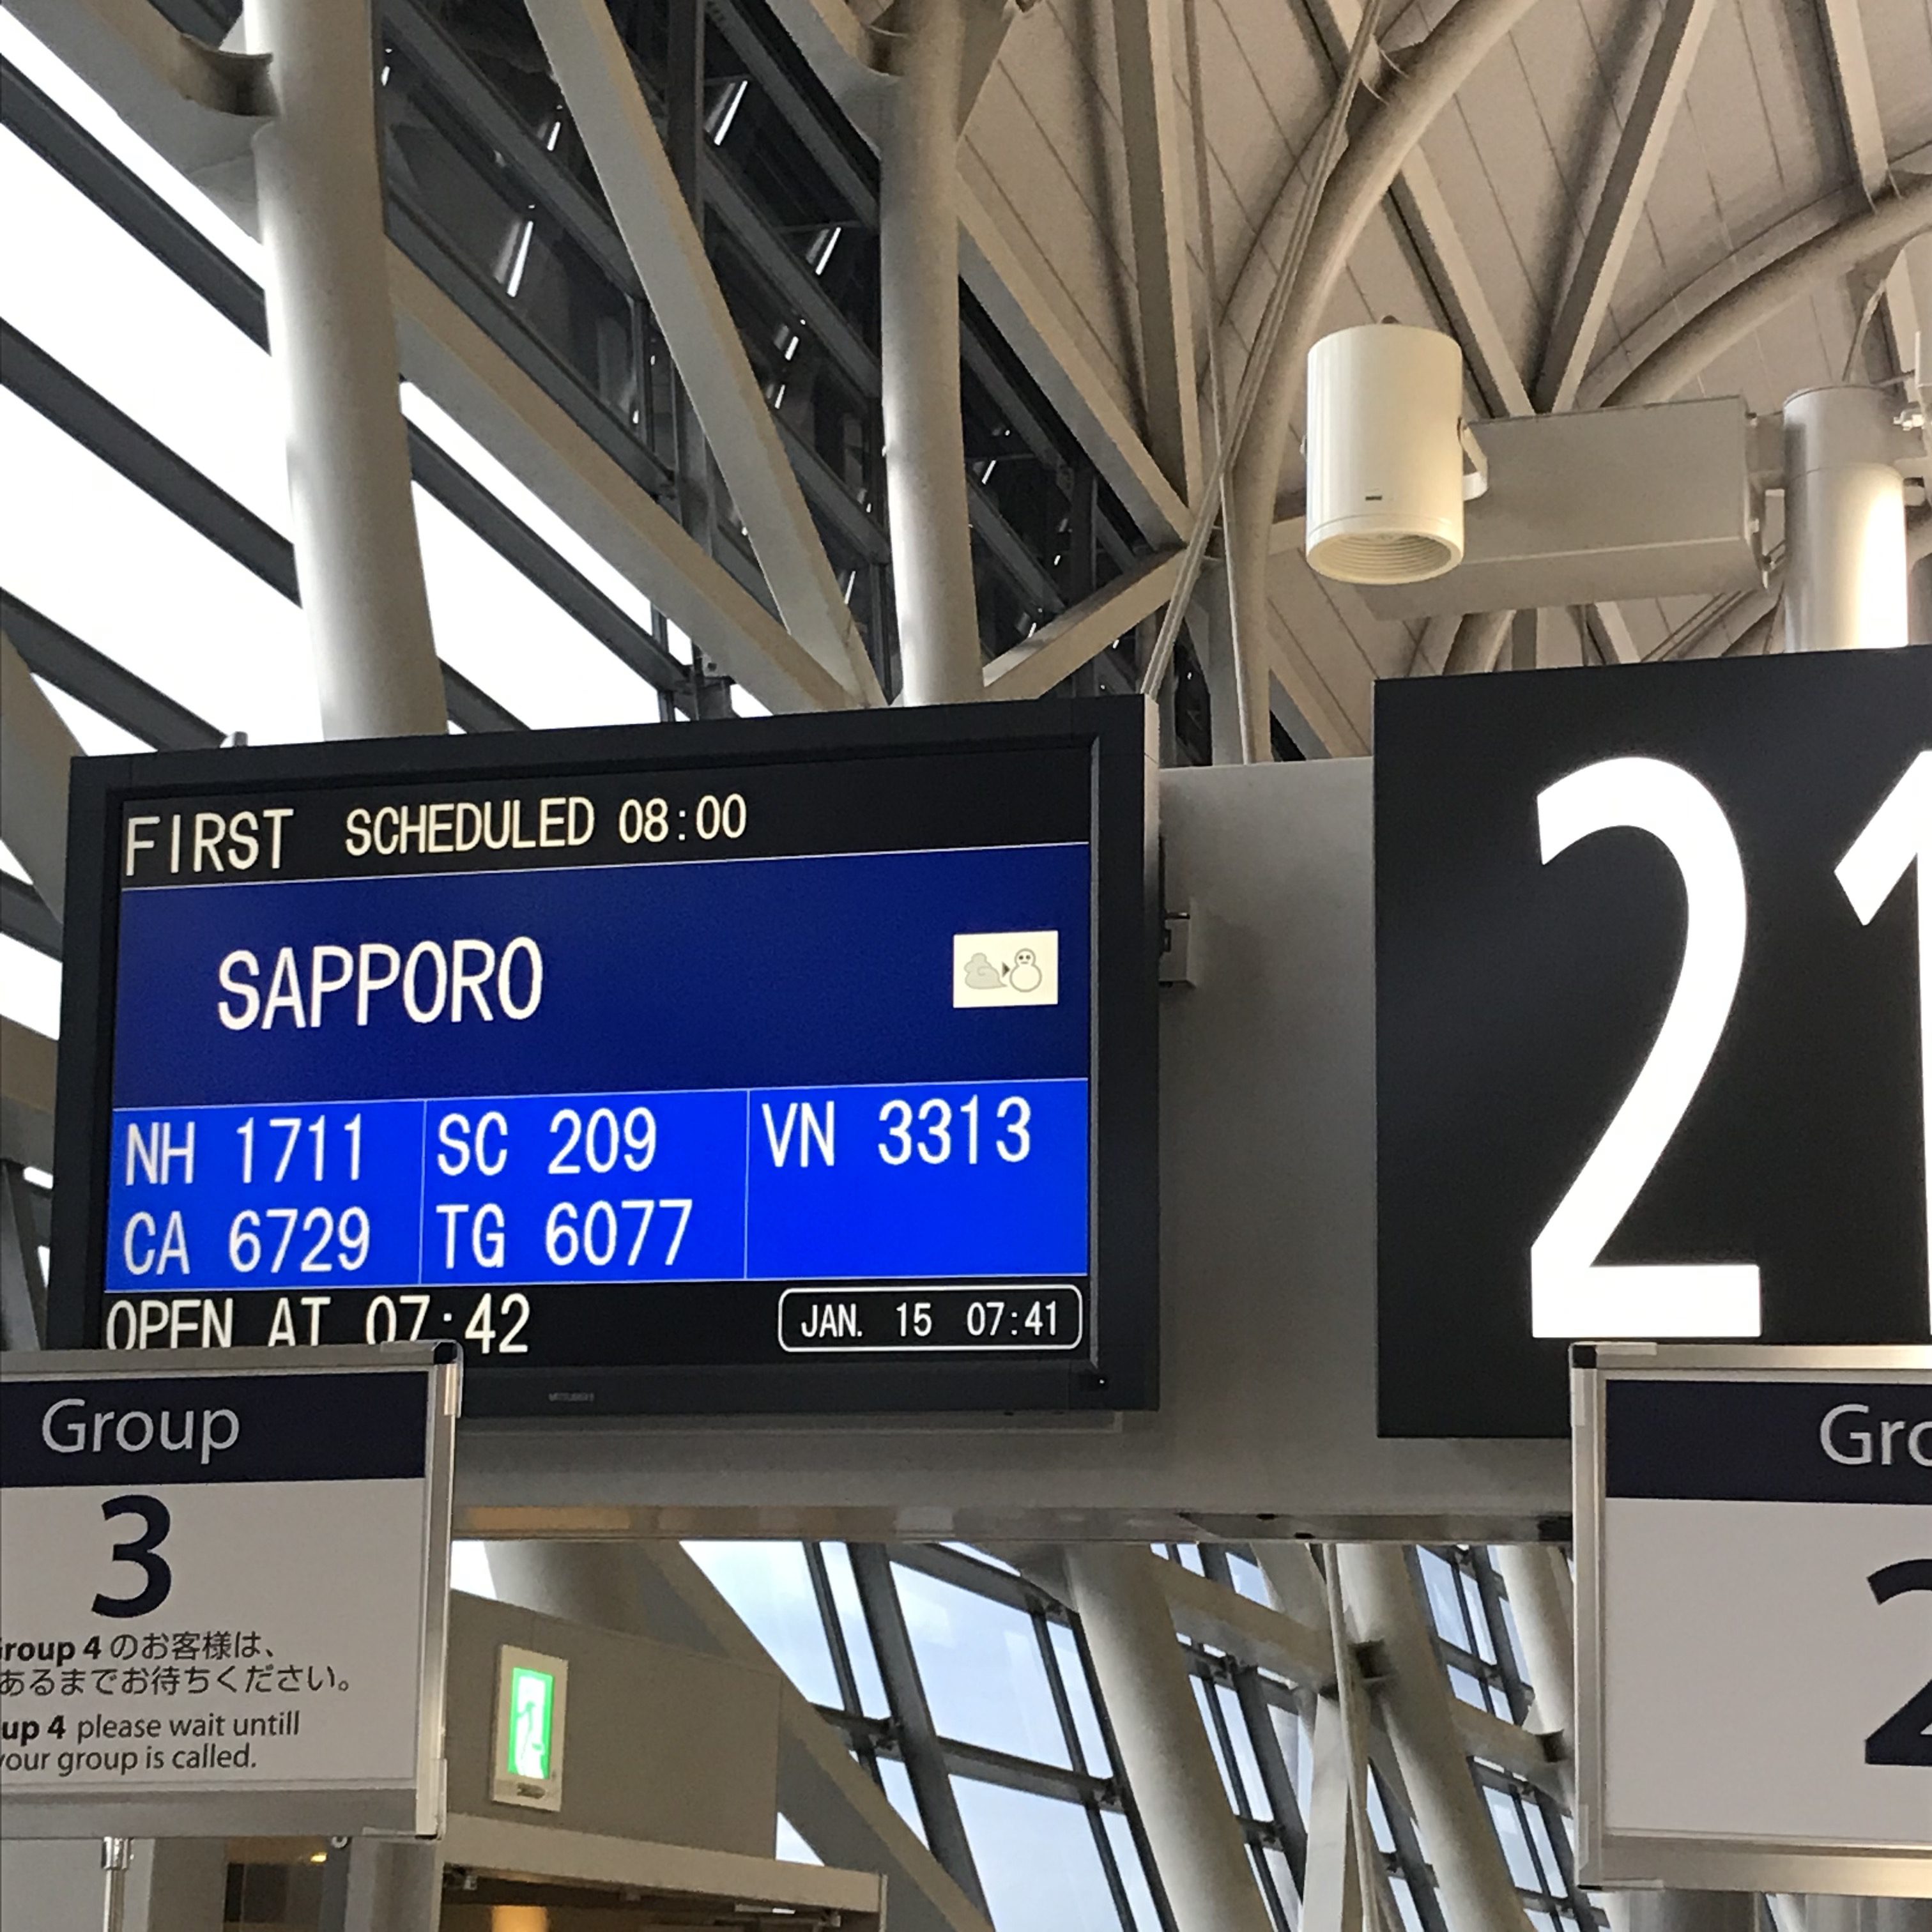 FIRST SCHEDULED 08:00
SAPPORO
NH 1711 SC 209 VN 3313
CA 6729 TG 6077
OPEN AT 07:42 JAN. 15 07:41
MITSUBISHI
21
Group
3
Group 4 のお客様は、
あるまでお待ちください。
up 4 please wait untill
your group is called.
Gro
2